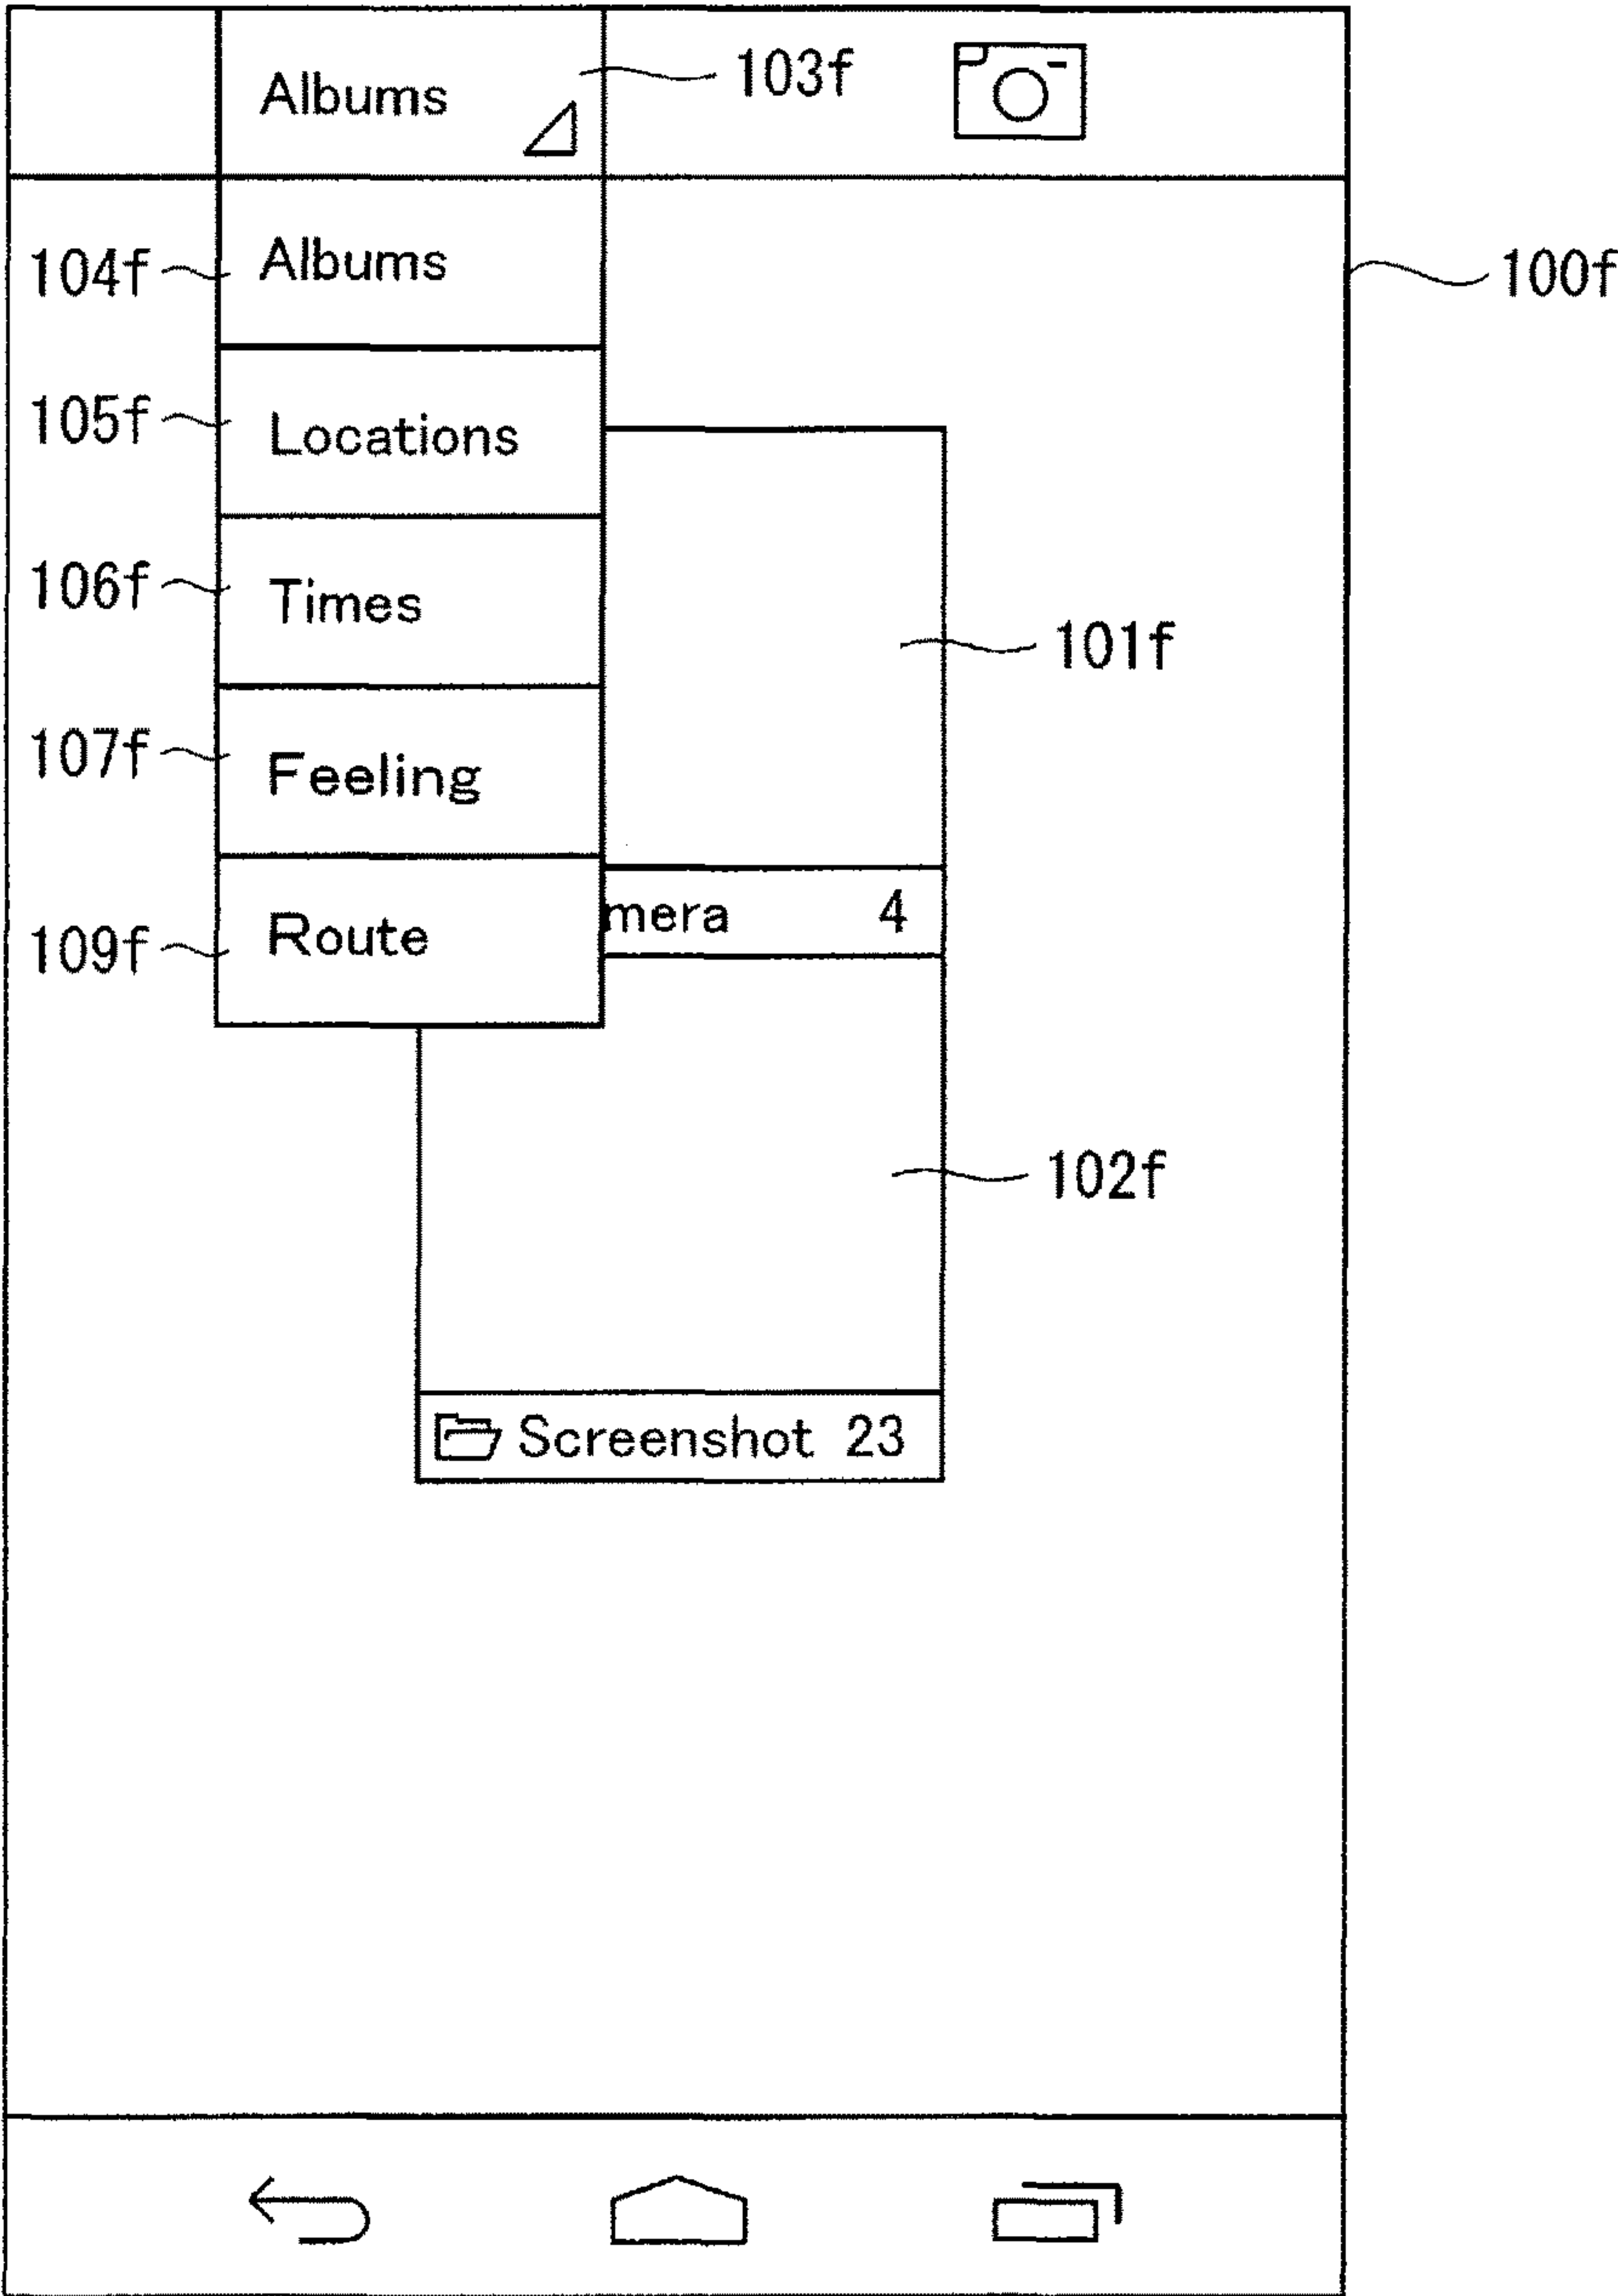 Albums
103f
104f
Albums
100f
105f
Locations
106f
Times
101f
107f
Feeling
109f
Route
mera 4
102f
Screenshot 23